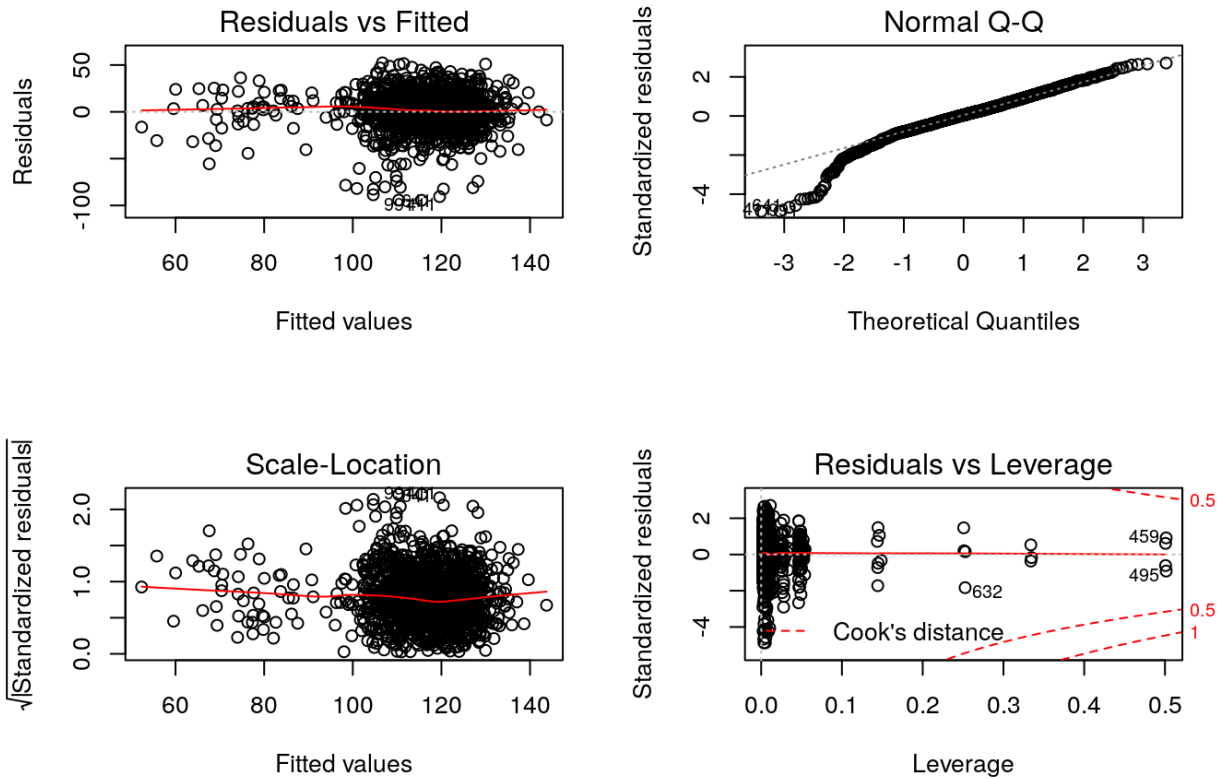 Residuals vs Fitted
Residuals
50
0
-100
60 80 100 120 140
Fitted values
Normal Q-Q
Standardized residuals
2
0
-4
-3 -2 -1 0 1 2 3
Theoretical Quantiles
Scale-Location
√|Standardized residuals|
2.0
1.0
0.0
60 80 100 120 140
Fitted values
Residuals vs Leverage
Standardized residuals
2
0
-4
0.5
459
495
632
0.5
1
Cook's distance
0.0 0.1 0.2 0.3 0.4 0.5
Leverage